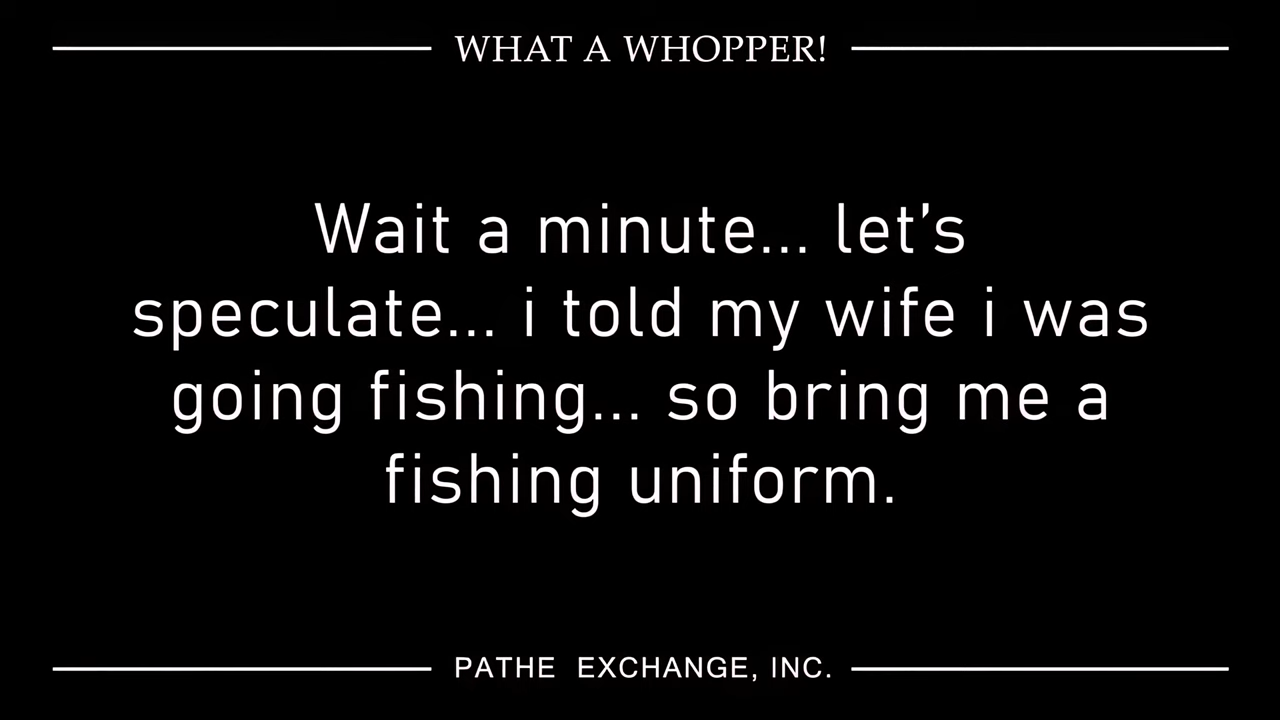 WHAT A WHOPPER!
Wait a minute... let's
speculate... i told my wife i was
going fishing... so bring me a
fishing uniform.
PATHE EXCHANGE, INC.